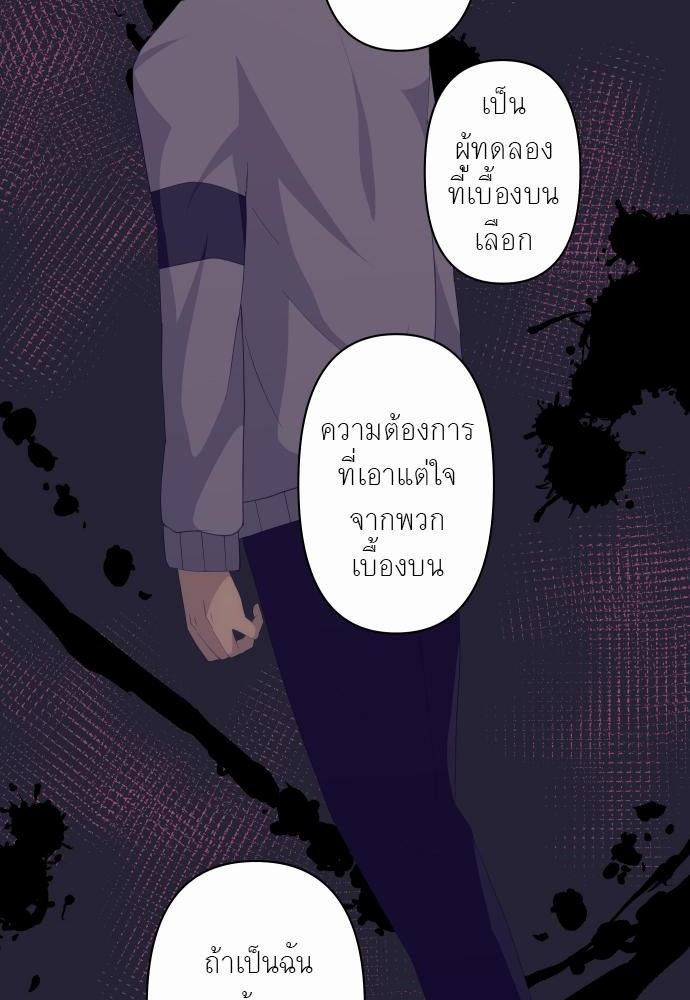 เป็น
ผู้ทดลอง
ที่เบื้องบน
เลือก
ความต้องการ
ที่เอาแต่ใจ
จากพวก
เบื้องบน
ถ้าเป็นฉัน